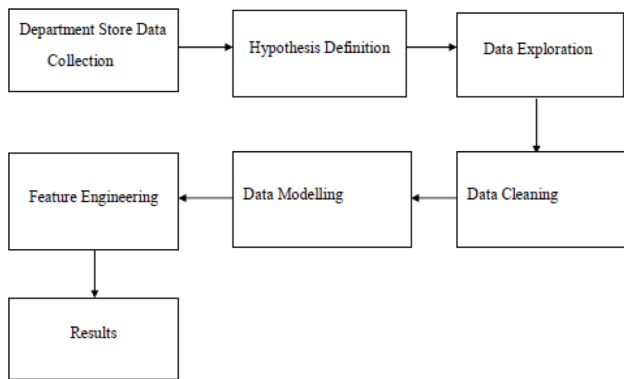 Department Store Data
Collection
Hypothesis Definition
Data Exploration
Data Cleaning
Data Modelling
Feature Engineering
Results